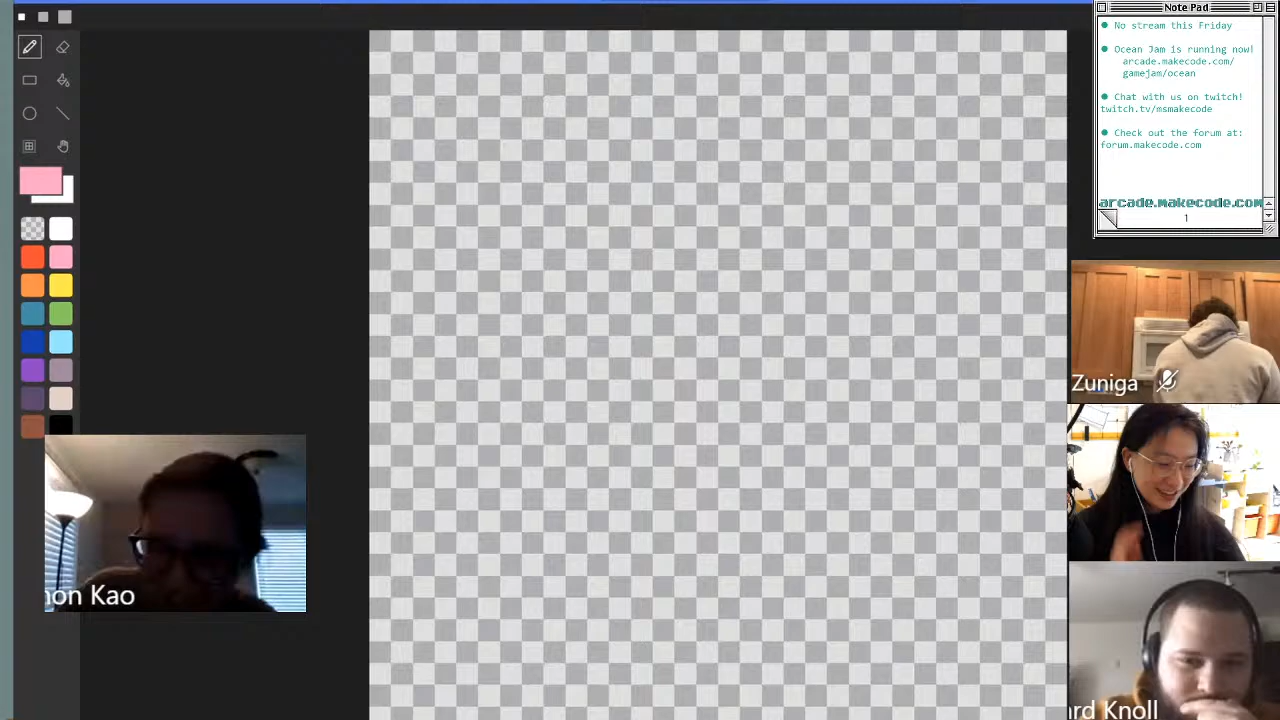 Note Pad
● No stream this Friday
● Ocean Jam is running now!
arcade.makecode.com/
gamejam/ocean
● Chat with us on twitch!
twitch.tv/msmakecode
● Check out the forum at:
forum.makecode.com
arcade.makecode.com
1
Zuniga
non Kao
ard Knoll